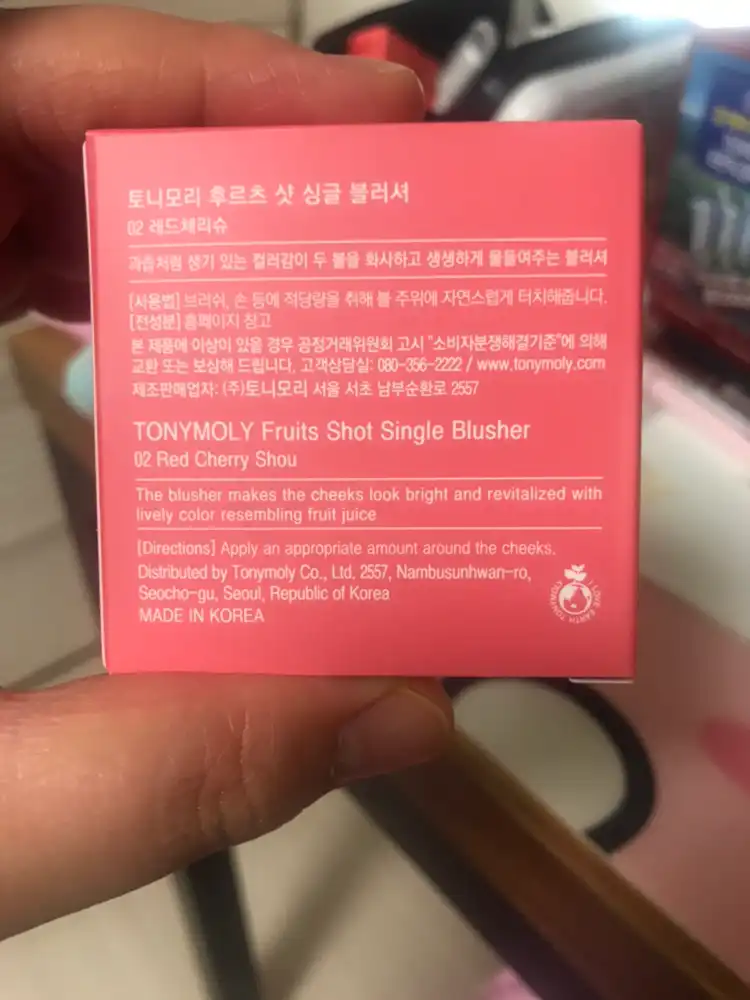 토니모리 후르츠 샷 싱글 블러셔
02 레드체리슈
과즙처럼 생기 있는 컬러감이 두 볼을 화사하고 생생하게 물들여주는 블러셔
[사용법] 브러쉬, 손 등에 적당량을 취해 볼 주위에 자연스럽게 터치해줍니다.
[전성분] 홈페이지 참고
본 제품에 이상이 있을 경우 공정거래위원회 고시 "소비자분쟁해결기준"에 의해
교환 또는 보상해 드립니다. 고객상담실: 080-356-2222 / www.tonymoly.com
제조판매업자: (주)토니모리 서울 서초 남부순환로 2557
TONYMOLY Fruits Shot Single Blusher
02 Red Cherry Shou
The blusher makes the cheeks look bright and revitalized with
lively color resembling fruit juice
[Directions] Apply an appropriate amount around the cheeks.
Distributed by Tonymoly Co., Ltd. 2557, Nambusunhwan-ro,
Seocho-gu, Seoul, Republic of Korea
MADE IN KOREA
I LOVE EARTH TONY